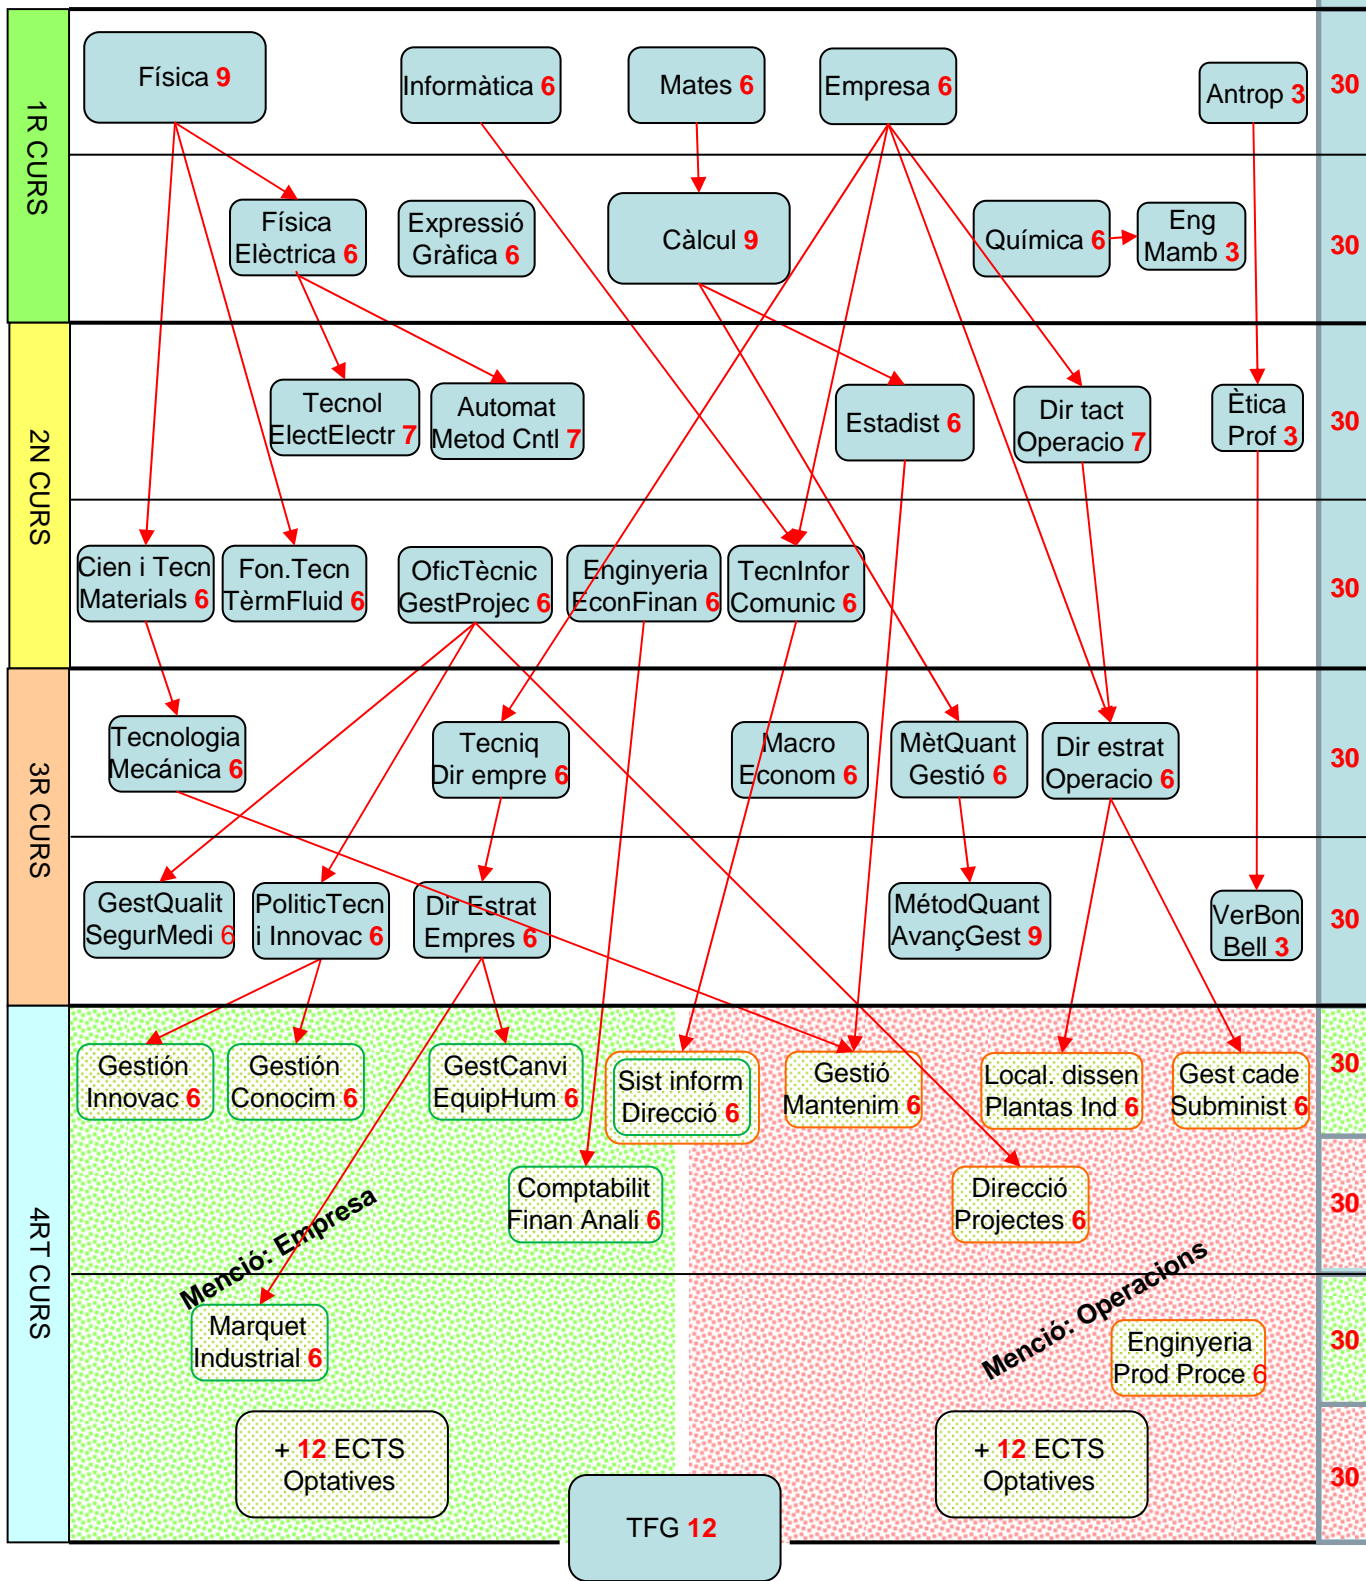 1R CURS
Física 9
Informàtica 6
Mates 6
Empresa 6
Antrop 3
30
Física
Elèctrica 6
Expressió
Gràfica 6
Càlcul 9
Química 6
Eng
Mamb 3
30
2N CURS
Tecnol
ElectElectr 7
Automat
Metod Cntl 7
Estadist 6
Dir tact
Operacio 7
Ètica
Prof 3
30
Cien i Tecn
Materials 6
Fon.Tecn
TèrmFluid 6
OficTècnic
GestProjec 6
Enginyeria
EconFinan 6
TecnInfor
Comunic 6
30
3R CURS
Tecnologia
Mecánica 6
Tecniq
Dir empre 6
Macro
Econom 6
MètQuant
Gestió 6
Dir estrat
Operacio 6
30
GestQualit
SegurMedi 6
PoliticTecn
i Innovac 6
Dir Estrat
Empres 6
MétodQuant
AvançGest 9
VerBon
Bell 3
30
4RT CURS
Gestión
Innovac 6
Gestión
Conocim 6
GestCanvi
EquipHum 6
Sist inform
Direcció 6
Gestió
Mantenim 6
Local. dissen
Plantas Ind 6
Gest cade
Subminist 6
30
Comptabilit
Finan Anali 6
Direcció
Projectes 6
30
Menció: Empresa
Menció: Operacions
Marquet
Industrial 6
Enginyeria
Prod Proce 6
30
+ 12 ECTS
Optatives
+ 12 ECTS
Optatives
30
TFG 12